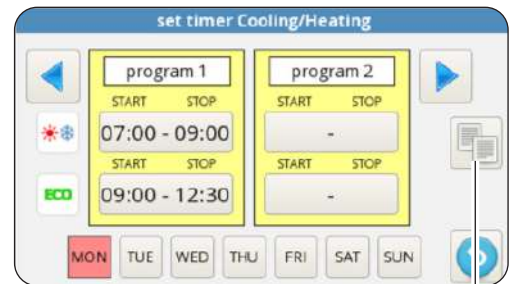 set timer Cooling/Heating
program 1 program 2
START STOP START STOP
07:00 - 09:00 -
START STOP START STOP
ECO 09:00 - 12:30 -
MON TUE WED THU FRI SAT SUN